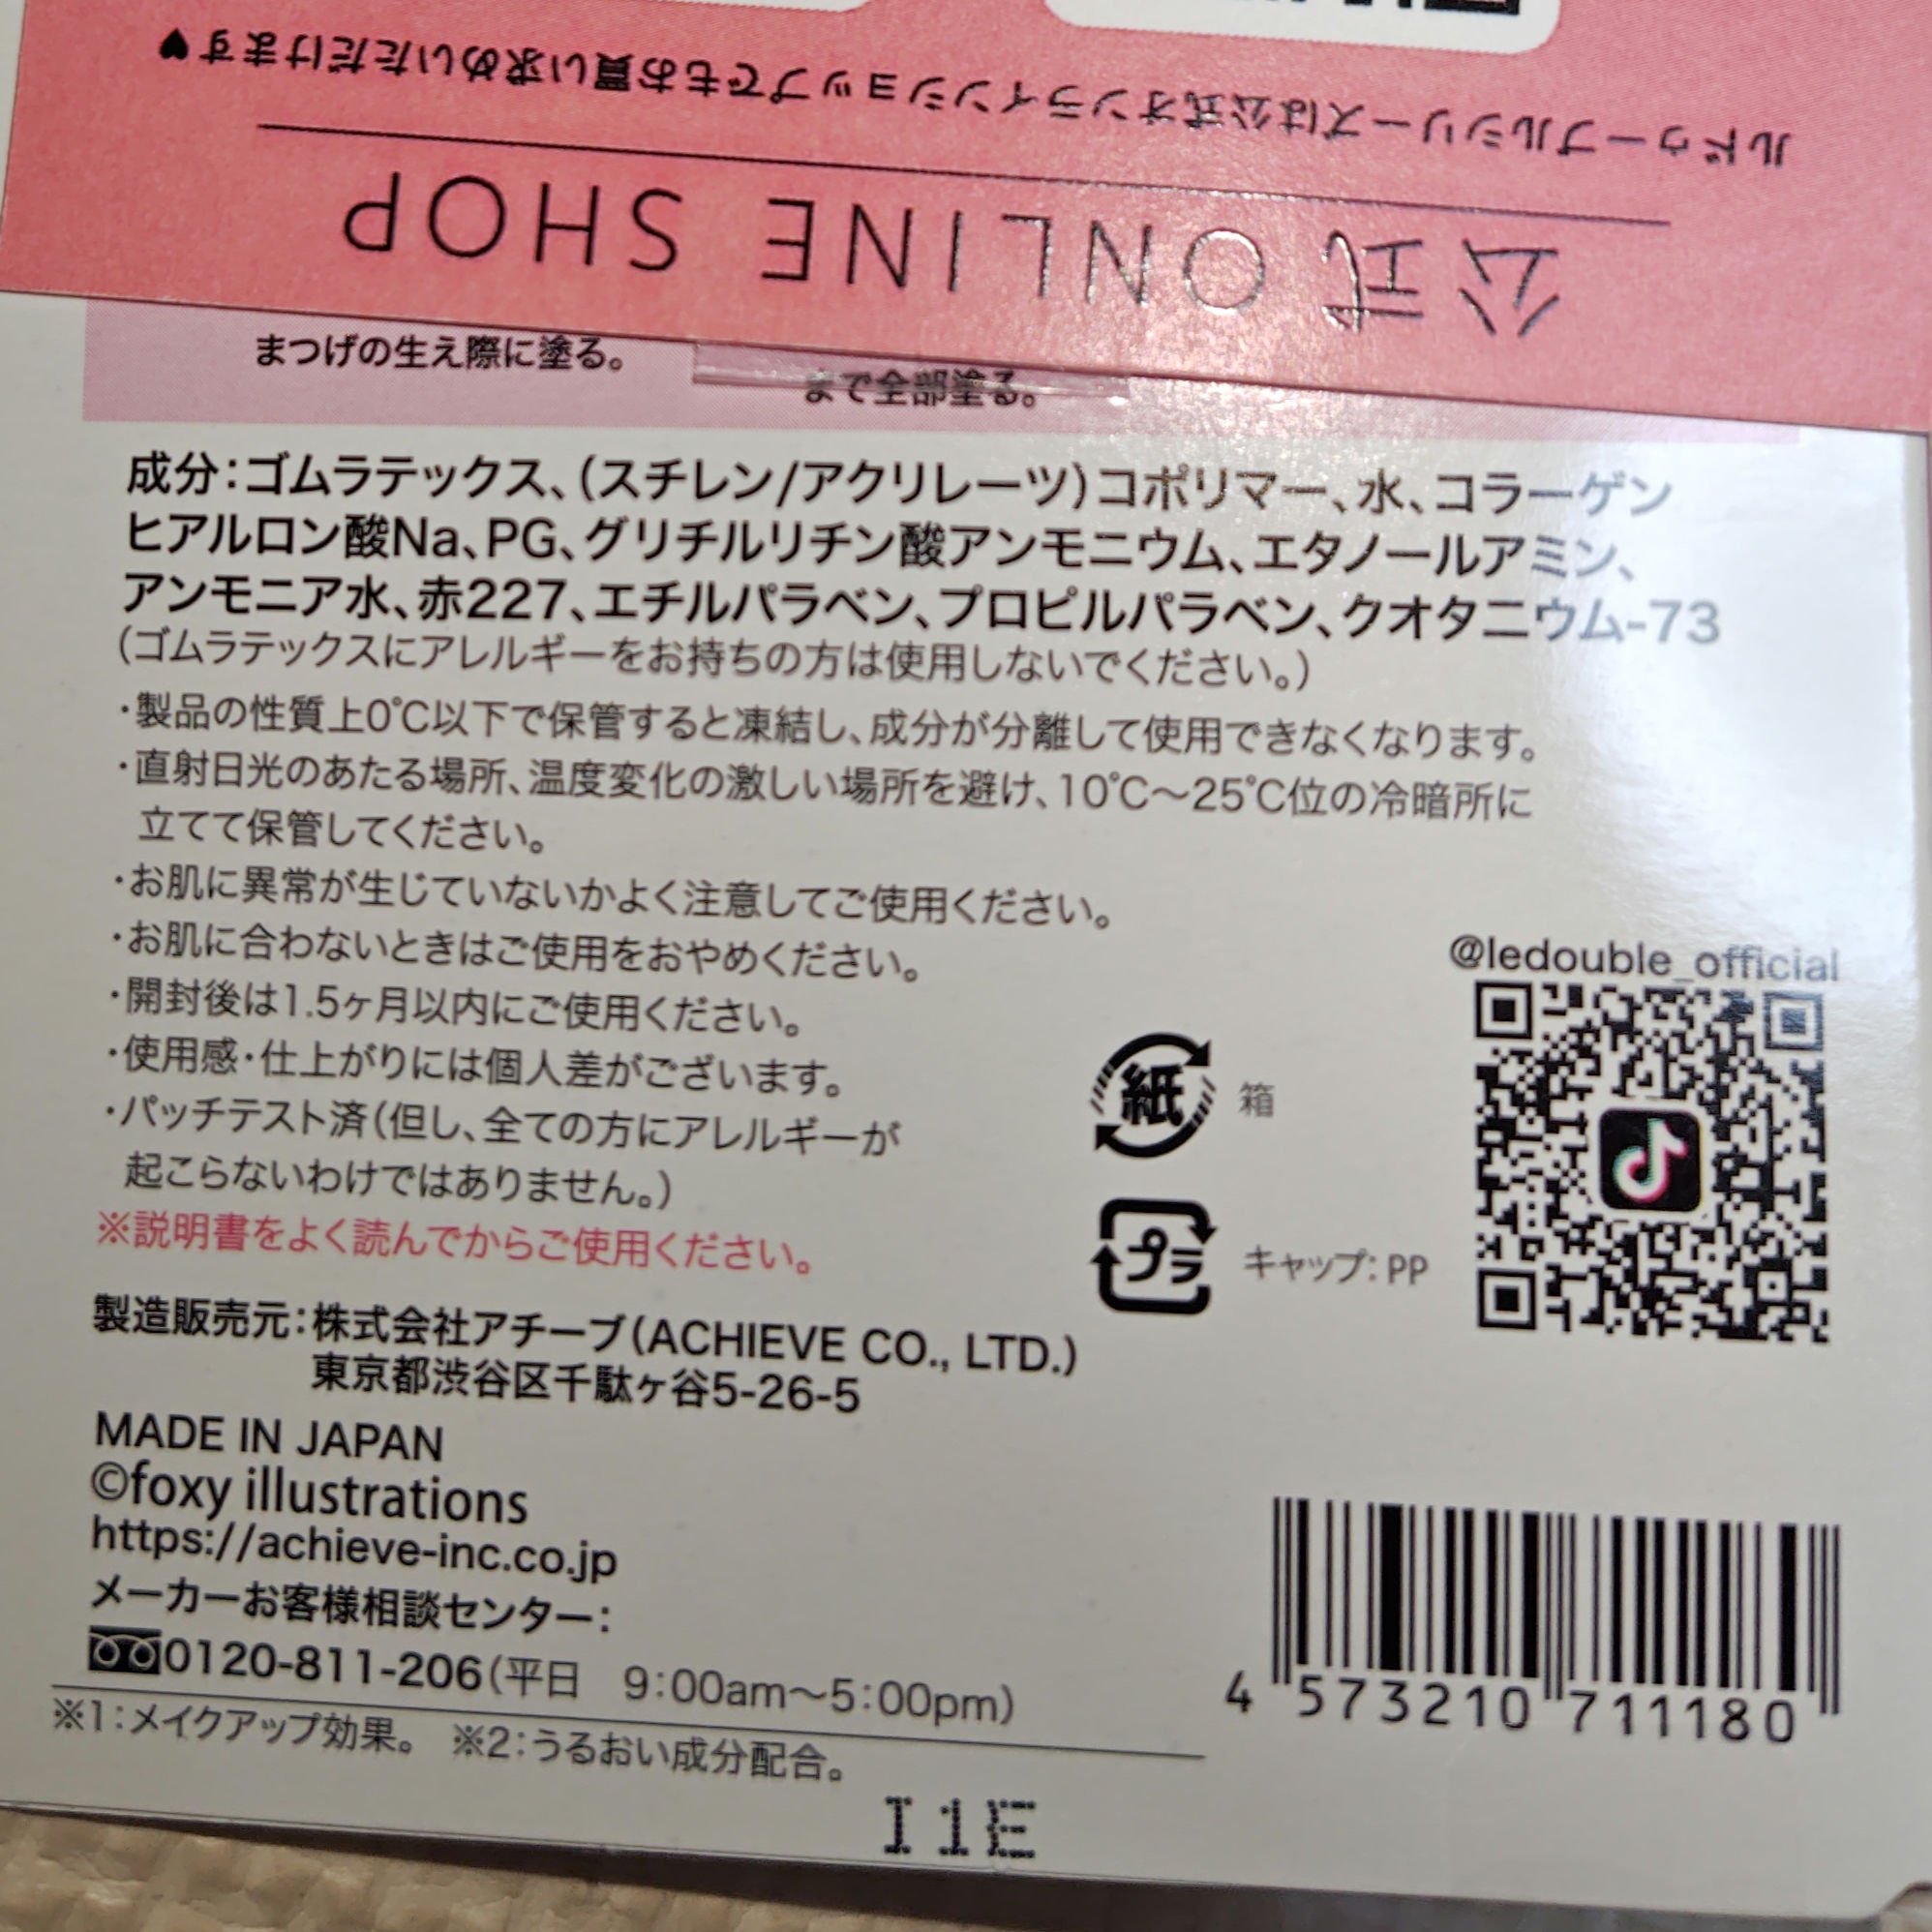 ルドゥーブルシリーズは公式オンラインショップでもお買い求めいただけます♥
公式 ONLINE SHOP
まつげの生え際に塗る。
まで全部塗る。
成分:ゴムラテックス、(スチレン/アクリレーツ)コポリマー、水、コラーゲン
ヒアルロン酸Na、PG、グリチルリチン酸アンモニウム、エタノールアミン、
アンモニア水、赤227、エチルパラベン、プロピルパラベン、クオタニウム-73
(ゴムラテックスにアレルギーをお持ちの方は使用しないでください。)
・製品の性質上0℃以下で保管すると凍結し、成分が分離して使用できなくなります。
・直射日光のあたる場所、温度変化の激しい場所を避け、10℃～25℃位の冷暗所に
立てて保管してください。
・お肌に異常が生じていないかよく注意してご使用ください。
・お肌に合わないときはご使用をおやめください。
・開封後は1.5ヶ月以内にご使用ください。
・使用感・仕上がりには個人差がございます。
・パッチテスト済(但し、全ての方にアレルギーが
起こらないわけではありません。)
※説明書をよく読んでからご使用ください。
@ledouble_official
紙 箱
プラ キャップ:PP
製造販売元:株式会社アチーブ(ACHIEVE CO., LTD.)
東京都渋谷区千駄ヶ谷5-26-5
MADE IN JAPAN
©foxy illustrations
https://achieve-inc.co.jp
メーカーお客様相談センター:
0120-811-206(平日 9:00am～5:00pm)
4 573210 711180
※1:メイクアップ効果。 ※2:うるおい成分配合。
I1E